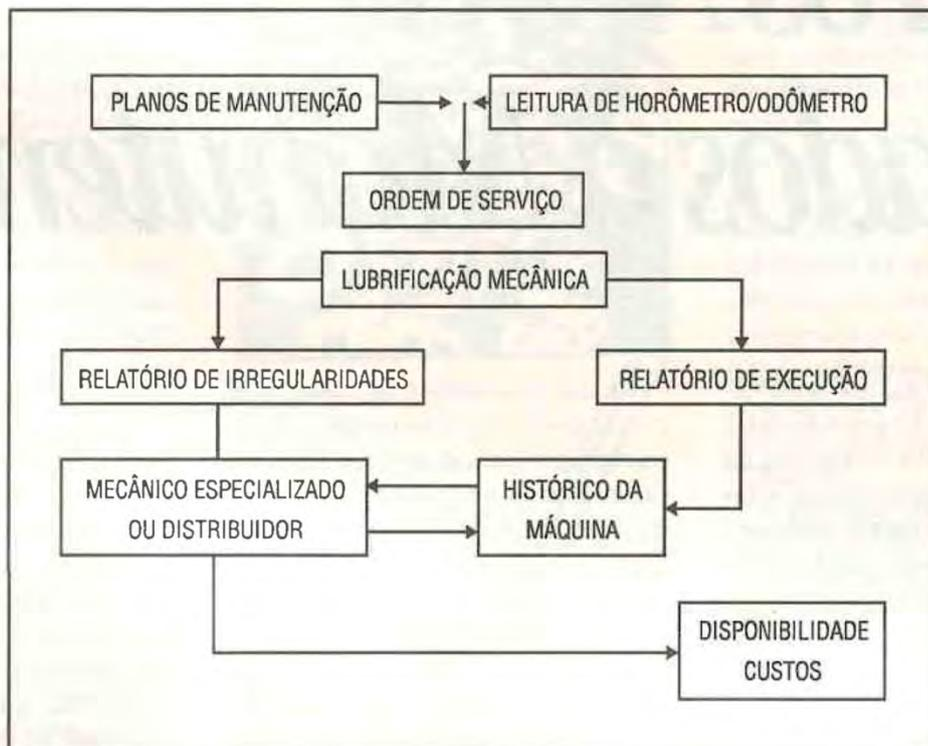 PLANOS DE MANUTENÇÃO
LEITURA DE HORÔMETRO/ODÔMETRO
ORDEM DE SERVIÇO
LUBRIFICAÇÃO MECÂNICA
RELATÓRIO DE IRREGULARIDADES
RELATÓRIO DE EXECUÇÃO
MECÂNICO ESPECIALIZADO
OU DISTRIBUIDOR
HISTÓRICO DA
MÁQUINA
DISPONIBILIDADE
CUSTOS